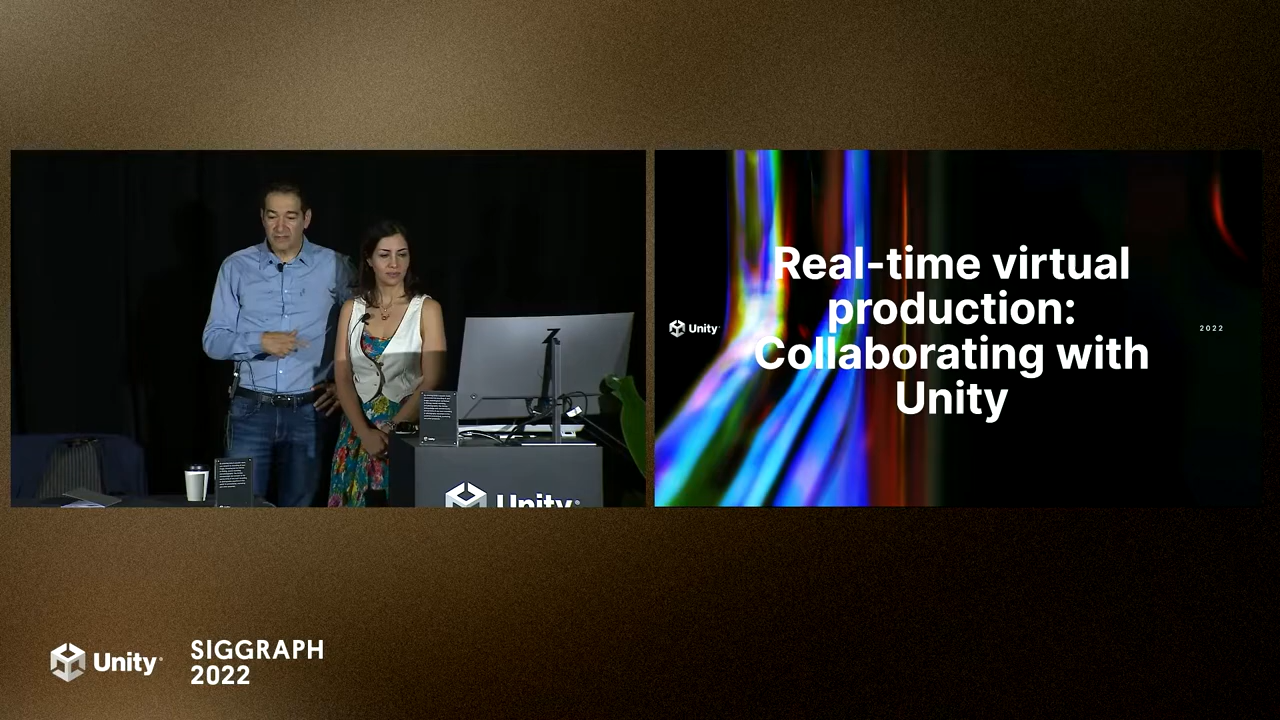 Unity
Real-time virtual
production:
Collaborating with
Unity
Unity
2022
Unity
SIGGRAPH
2022